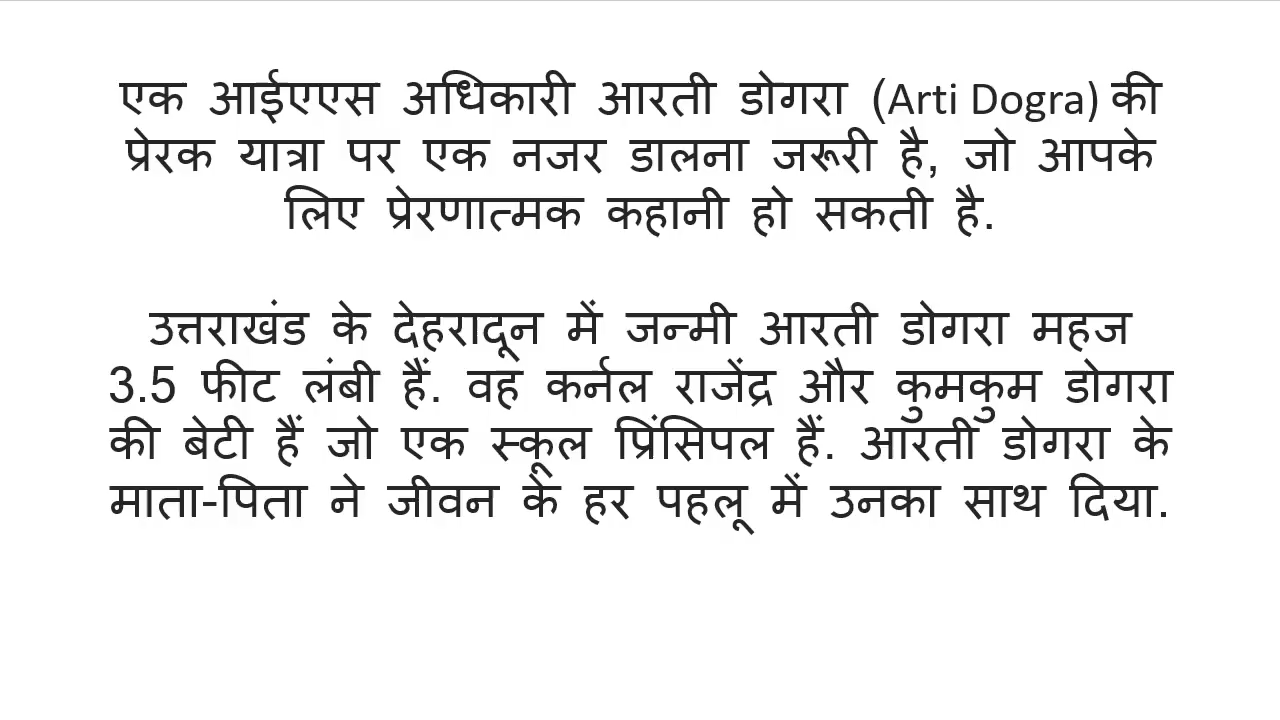 एक आईएएस अधिकारी आरती डोगरा (Arti Dogra) की
प्रेरक यात्रा पर एक नजर डालना जरूरी है, जो आपके
लिए प्रेरणात्मक कहानी हो सकती है.
उत्तराखंड के देहरादून में जन्मी आरती डोगरा महज
3.5 फीट लंबी हैं. वह कर्नल राजेंद्र और कुमकुम डोगरा
की बेटी हैं जो एक स्कूल प्रिंसिपल हैं. आरती डोगरा के
माता-पिता ने जीवन के हर पहलू में उनका साथ दिया.